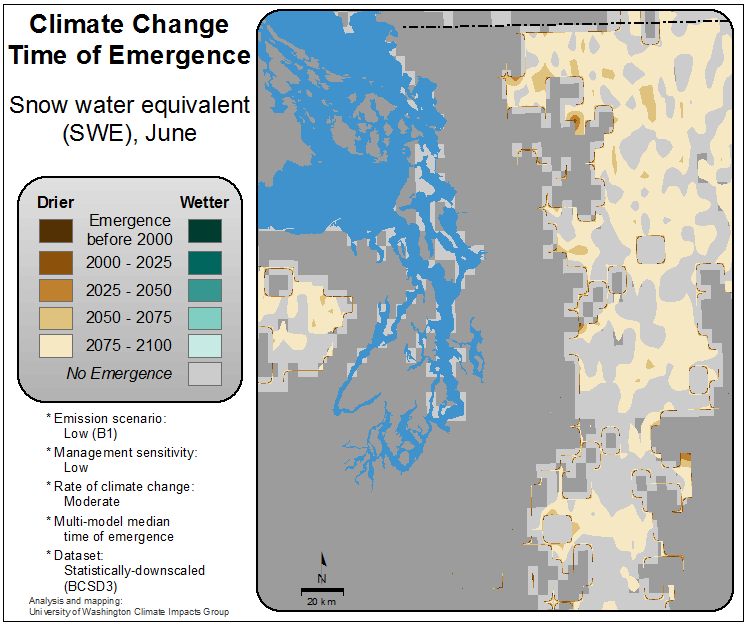 Climate Change
Time of Emergence
Snow water equivalent
(SWE), June
Drier Wetter
Emergence
before 2000
2000 - 2025
2025 - 2050
2050 - 2075
2075 - 2100
No Emergence
* Emission scenario:
Low (B1)
* Management sensitivity:
Low
* Rate of climate change:
Moderate
* Multi-model median
time of emergence
* Dataset:
Statistically-downscaled
(BCSD3)
Analysis and mapping:
University of Washington Climate Impacts Group
N
20 km